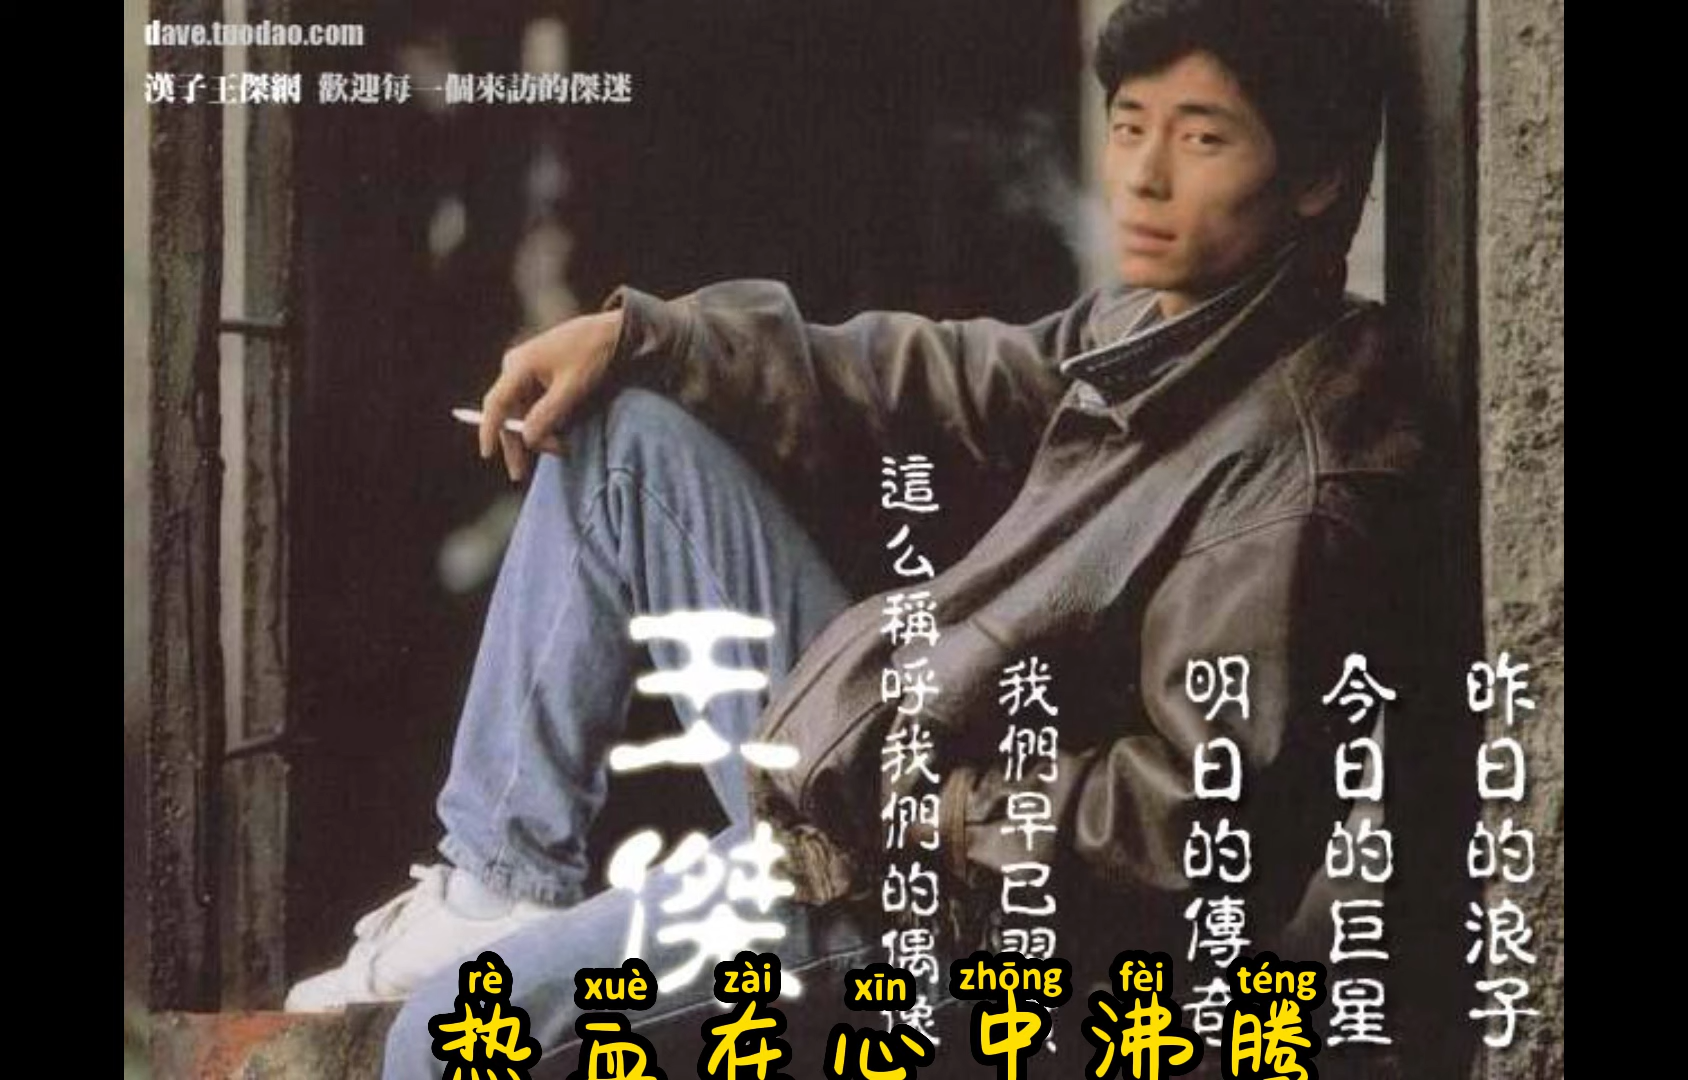 dave.tuodao.com
漢子王傑網 歡迎每一個來訪的傑迷
昨日的浪子
今日的巨星
明日的傳奇
我們早已習
這么稱呼我們的偶像
王傑
rè xuè zài xīn zhōng fèi téng
热血在心中沸腾